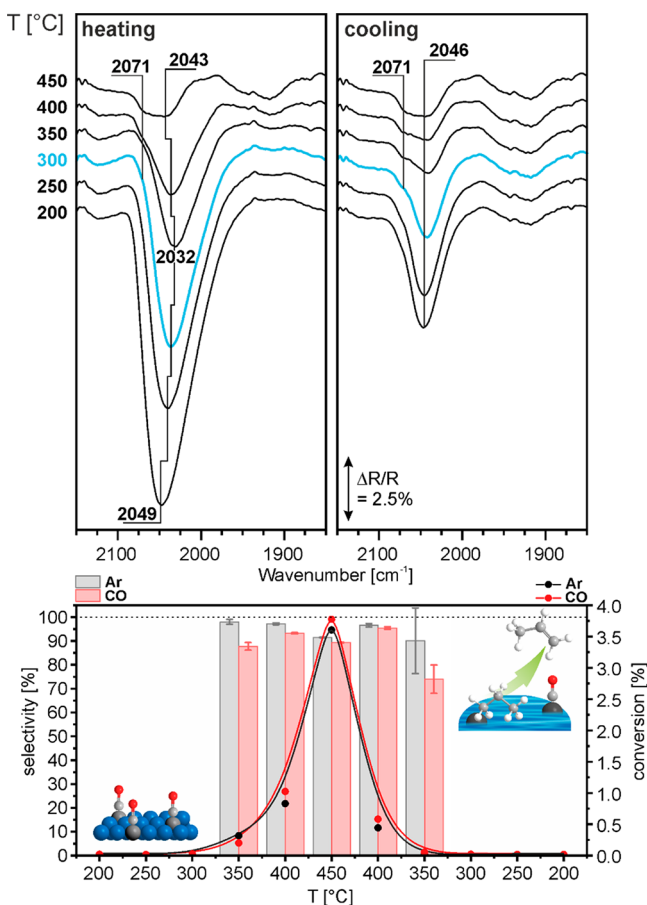 T [°C]
heating
cooling
2071
2043
2071
2046
450
400
350
300
250
200
2032
2049
ΔR/R
= 2.5%
2100 2000 1900 2100 2000 1900
Wavenumber [cm⁻¹]
Ar
CO
Ar
CO
selectivity [%]
100
90
80
70
60
50
40
30
20
10
0
4.0
3.5
3.0
2.5
2.0
1.5
1.0
0.5
0.0
conversion [%]
200 250 300 350 400 450 400 350 300 250 200
T [°C]